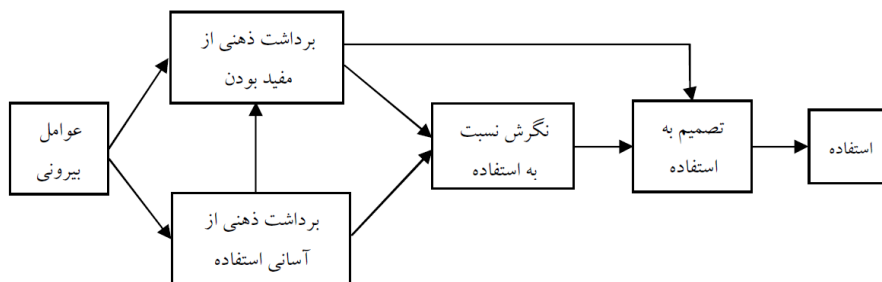 برداشت ذهنی از
مفید بودن
عوامل
بیرونی
برداشت ذهنی از
آسانی استفاده
نگرش نسبت
به استفاده
تصمیم به
استفاده
استفاده